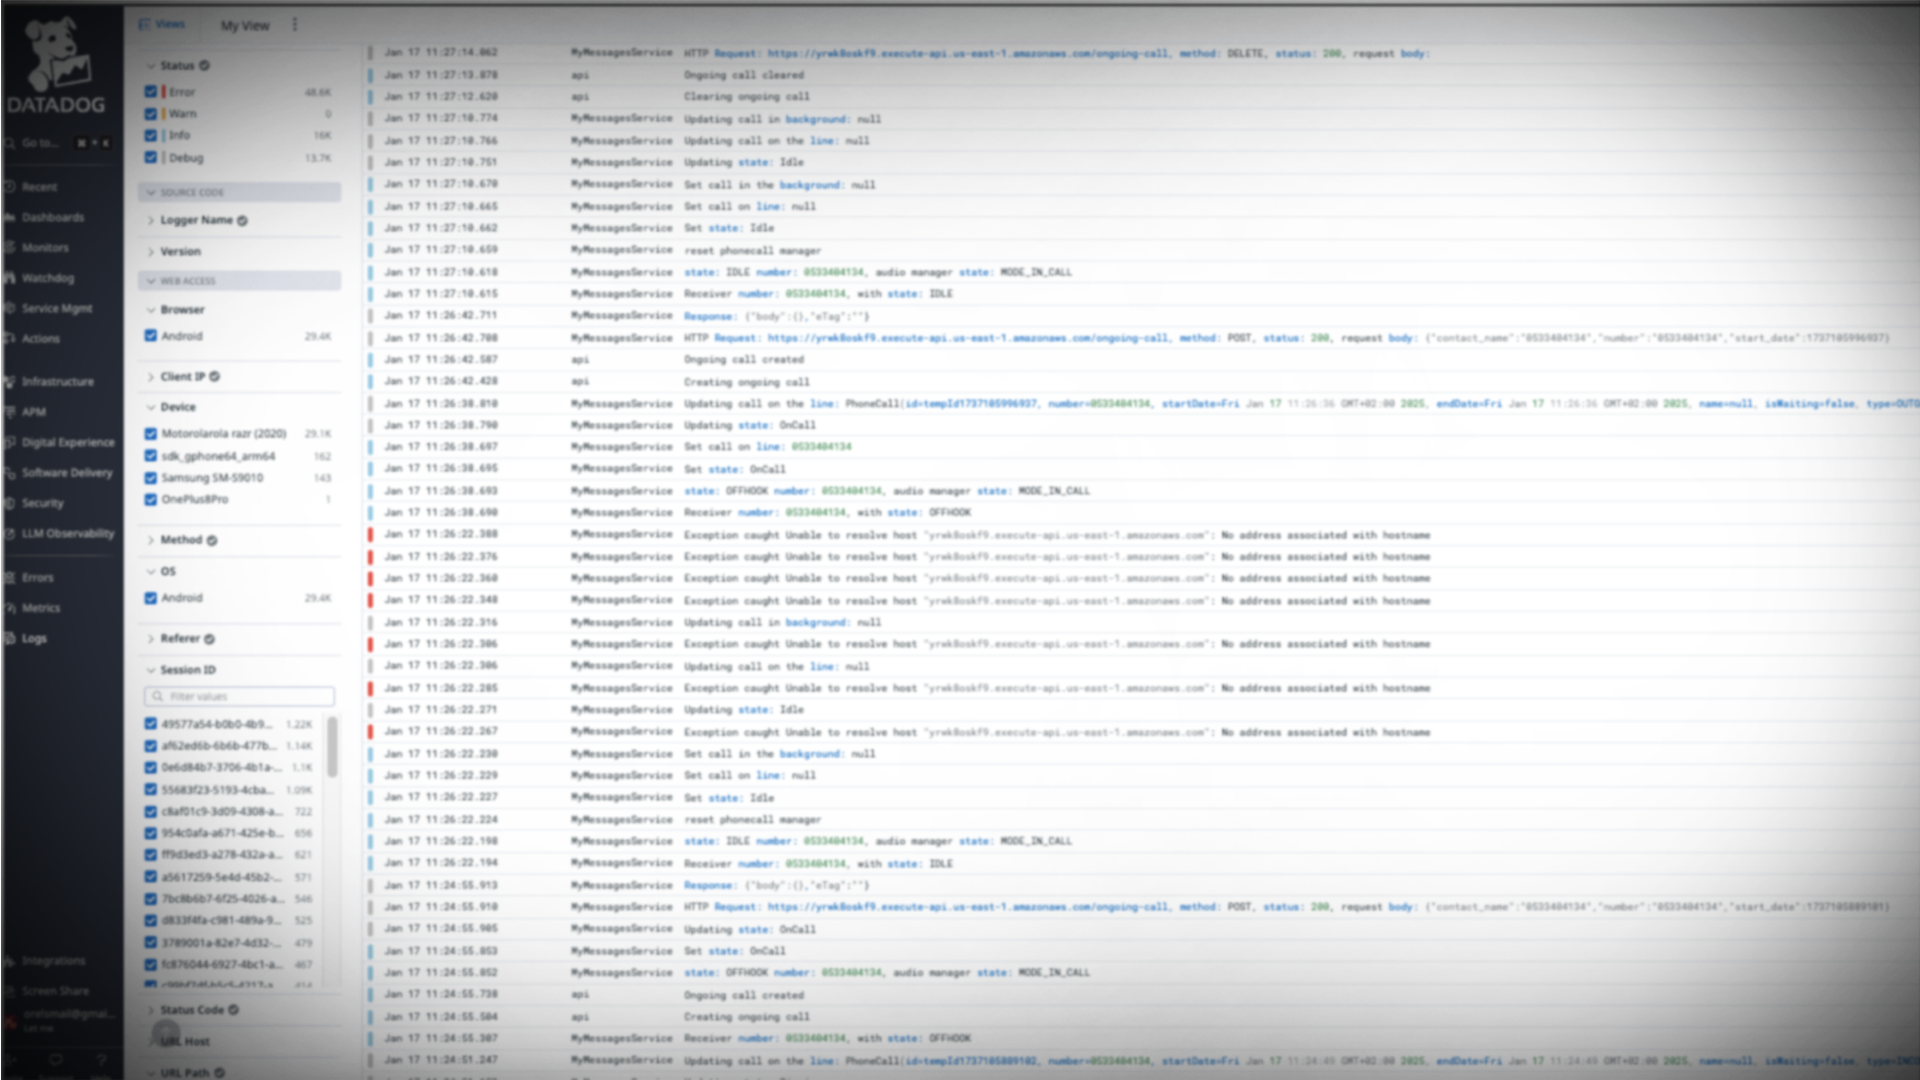 DATADOG
Go to...
⌘ + K
Recent
Dashboards
Monitors
Watchdog
Service Mgmt
Actions
Infrastructure
APM
Digital Experience
Software Delivery
Security
LLM Observability
Errors
Metrics
Logs
Integrations
Screen Share
Views
My View
Status
Error 48.6K
Warn 0
Info 16K
Debug 13.7K
SOURCE CODE
Logger Name
Version
WEB ACCESS
Browser
Android 29.4K
Client IP
Device
Motorolarola razr (2020) 29.1K
sdk_gphone64_arm64 162
Samsung SM-S9010 143
OnePlus8Pro 1
Method
OS
Android 29.4K
Referer
Session ID
Filter values
49577a54-b0b0-4b9... 1.22K
af62ed6b-6b6b-477b... 1.14K
0e6d84b7-3706-4b1a-... 1.1K
55683f23-5193-4cba... 1.09K
c8af01c9-3d09-4308-a... 722
954c0afa-a671-425e-b... 656
ff9d3ed3-a278-432a-a... 621
a5617259-5e4d-45b2-... 571
7bc8b6b7-6f25-4026-a... 546
d833f4fa-c981-489a-9... 525
3789001a-82e7-4d32-... 479
fc876044-6927-4bc1-a... 467
Status Code
URL Host
URL Path
Jan 17 11:27:14.062 MyMessagesService HTTP Request: https://yrwk8oskf9.execute-api.us-east-1.amazonaws.com/ongoing-call, method: DELETE, status: 200, request body:
Jan 17 11:27:13.878 api Ongoing call cleared
Jan 17 11:27:12.620 api Clearing ongoing call
Jan 17 11:27:10.774 MyMessagesService Updating call in background: null
Jan 17 11:27:10.766 MyMessagesService Updating call on the line: null
Jan 17 11:27:10.751 MyMessagesService Updating state: Idle
Jan 17 11:27:10.670 MyMessagesService Set call in the background: null
Jan 17 11:27:10.665 MyMessagesService Set call on line: null
Jan 17 11:27:10.662 MyMessagesService Set state: Idle
Jan 17 11:27:10.659 MyMessagesService reset phonecall manager
Jan 17 11:27:10.618 MyMessagesService state: IDLE number: 0533404134, audio manager state: MODE_IN_CALL
Jan 17 11:27:10.615 MyMessagesService Receiver number: 0533404134, with state: IDLE
Jan 17 11:26:42.711 MyMessagesService Response: {"body":{},"eTag":""}
Jan 17 11:26:42.708 MyMessagesService HTTP Request: https://yrwk8oskf9.execute-api.us-east-1.amazonaws.com/ongoing-call, method: POST, status: 200, request body: {"contact_name":"0533404134","number":"0533404134","start_date":1737105996937}
Jan 17 11:26:42.587 api Ongoing call created
Jan 17 11:26:42.428 api Creating ongoing call
Jan 17 11:26:38.810 MyMessagesService Updating call on the line: PhoneCall(id=tempId1737105996937, number=0533404134, startDate=Fri Jan 17 11:26:36 GMT+02:00 2025, endDate=Fri Jan 17 11:26:36 GMT+02:00 2025, name=null, isWaiting=false, type=OUTG
Jan 17 11:26:38.790 MyMessagesService Updating state: OnCall
Jan 17 11:26:38.697 MyMessagesService Set call on line: 0533404134
Jan 17 11:26:38.695 MyMessagesService Set state: OnCall
Jan 17 11:26:38.693 MyMessagesService state: OFFHOOK number: 0533404134, audio manager state: MODE_IN_CALL
Jan 17 11:26:38.690 MyMessagesService Receiver number: 0533404134, with state: OFFHOOK
Jan 17 11:26:22.388 MyMessagesService Exception caught Unable to resolve host "yrwk8oskf9.execute-api.us-east-1.amazonaws.com": No address associated with hostname
Jan 17 11:26:22.376 MyMessagesService Exception caught Unable to resolve host "yrwk8oskf9.execute-api.us-east-1.amazonaws.com": No address associated with hostname
Jan 17 11:26:22.360 MyMessagesService Exception caught Unable to resolve host "yrwk8oskf9.execute-api.us-east-1.amazonaws.com": No address associated with hostname
Jan 17 11:26:22.348 MyMessagesService Exception caught Unable to resolve host "yrwk8oskf9.execute-api.us-east-1.amazonaws.com": No address associated with hostname
Jan 17 11:26:22.316 MyMessagesService Updating call in background: null
Jan 17 11:26:22.306 MyMessagesService Exception caught Unable to resolve host "yrwk8oskf9.execute-api.us-east-1.amazonaws.com": No address associated with hostname
Jan 17 11:26:22.306 MyMessagesService Updating call on the line: null
Jan 17 11:26:22.285 MyMessagesService Exception caught Unable to resolve host "yrwk8oskf9.execute-api.us-east-1.amazonaws.com": No address associated with hostname
Jan 17 11:26:22.271 MyMessagesService Updating state: Idle
Jan 17 11:26:22.267 MyMessagesService Exception caught Unable to resolve host "yrwk8oskf9.execute-api.us-east-1.amazonaws.com": No address associated with hostname
Jan 17 11:26:22.230 MyMessagesService Set call in the background: null
Jan 17 11:26:22.229 MyMessagesService Set call on line: null
Jan 17 11:26:22.227 MyMessagesService Set state: Idle
Jan 17 11:26:22.224 MyMessagesService reset phonecall manager
Jan 17 11:26:22.198 MyMessagesService state: IDLE number: 0533404134, audio manager state: MODE_IN_CALL
Jan 17 11:26:22.194 MyMessagesService Receiver number: 0533404134, with state: IDLE
Jan 17 11:24:55.913 MyMessagesService Response: {"body":{},"eTag":""}
Jan 17 11:24:55.910 MyMessagesService HTTP Request: https://yrwk8oskf9.execute-api.us-east-1.amazonaws.com/ongoing-call, method: POST, status: 200, request body: {"contact_name":"0533404134","number":"0533404134","start_date":1737105889101}
Jan 17 11:24:55.905 MyMessagesService Updating state: OnCall
Jan 17 11:24:55.853 MyMessagesService Set state: OnCall
Jan 17 11:24:55.852 MyMessagesService state: OFFHOOK number: 0533404134, audio manager state: MODE_IN_CALL
Jan 17 11:24:55.738 api Ongoing call created
Jan 17 11:24:55.504 api Creating ongoing call
Jan 17 11:24:55.307 MyMessagesService Receiver number: 0533404134, with state: OFFHOOK
Jan 17 11:24:51.247 MyMessagesService Updating call on the line: PhoneCall(id=tempId1737105889102, number=0533404134, startDate=Fri Jan 17 11:24:49 GMT+02:00 2025, endDate=Fri Jan 17 11:24:49 GMT+02:00 2025, name=null, isWaiting=false, type=INCO